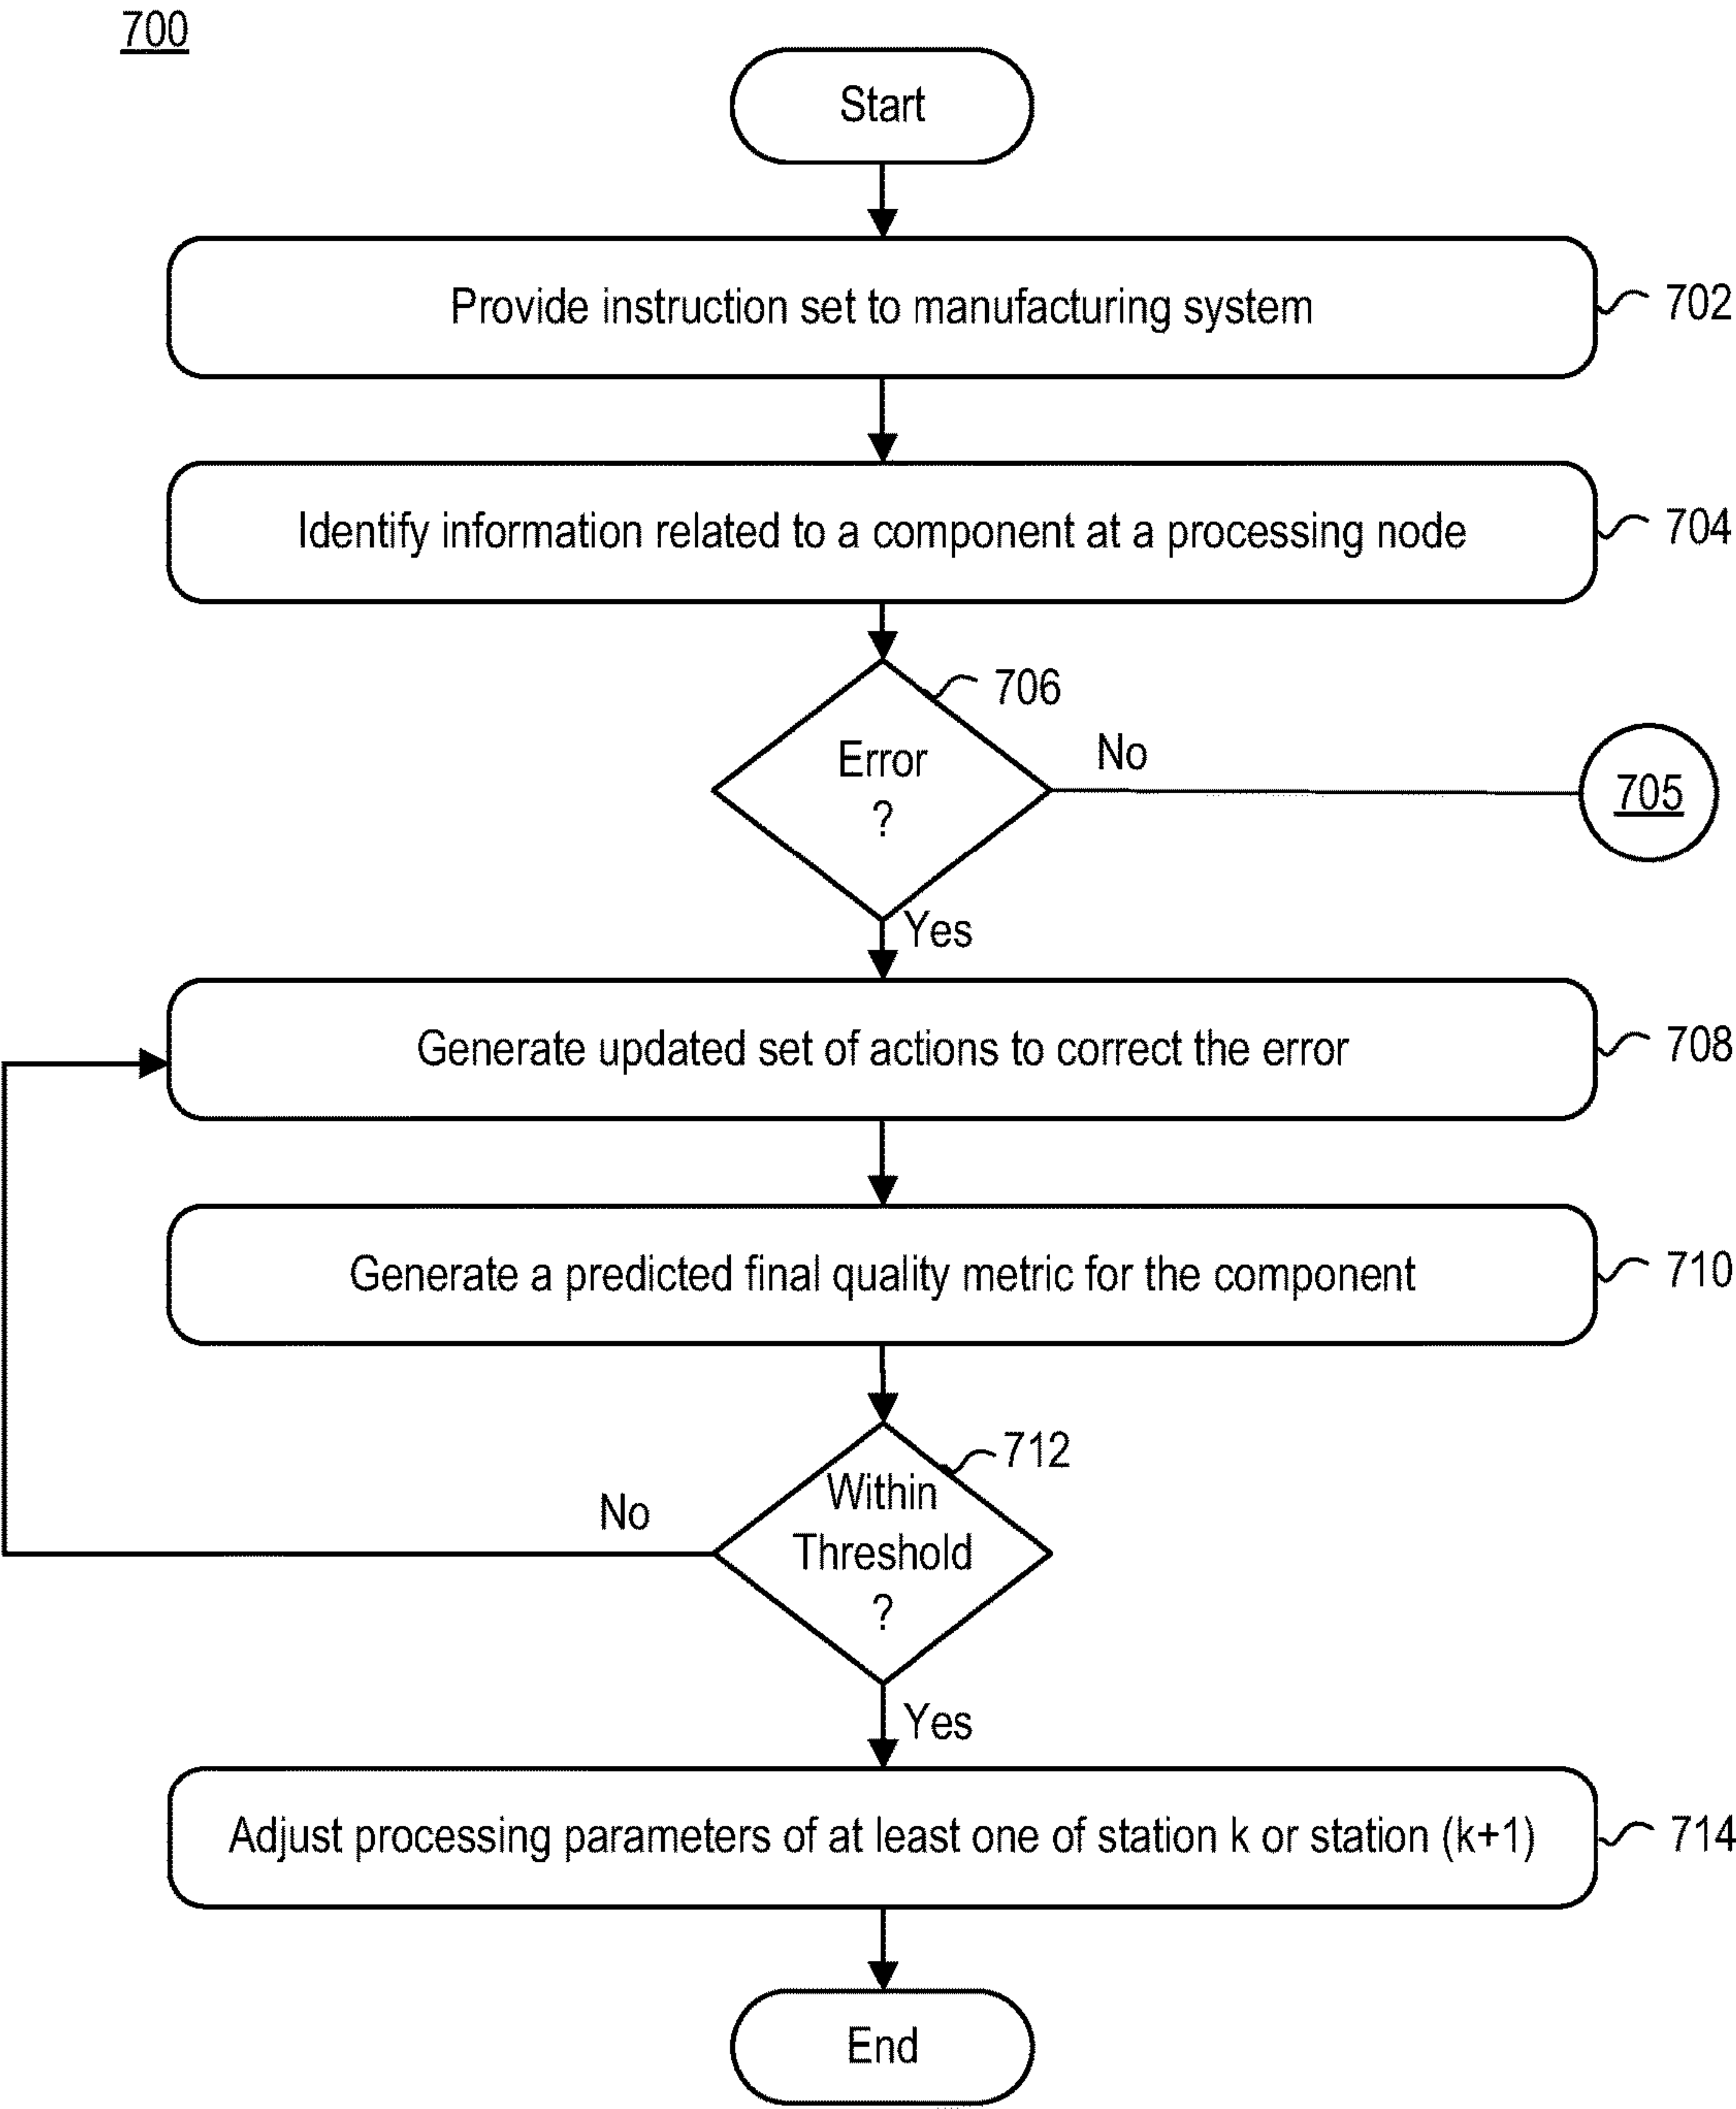 700
Start
Provide instruction set to manufacturing system
702
Identify information related to a component at a processing node
704
706
Error
?
No
705
Yes
Generate updated set of actions to correct the error
708
Generate a predicted final quality metric for the component
710
712
Within
Threshold
?
No
Yes
Adjust processing parameters of at least one of station k or station (k+1)
714
End